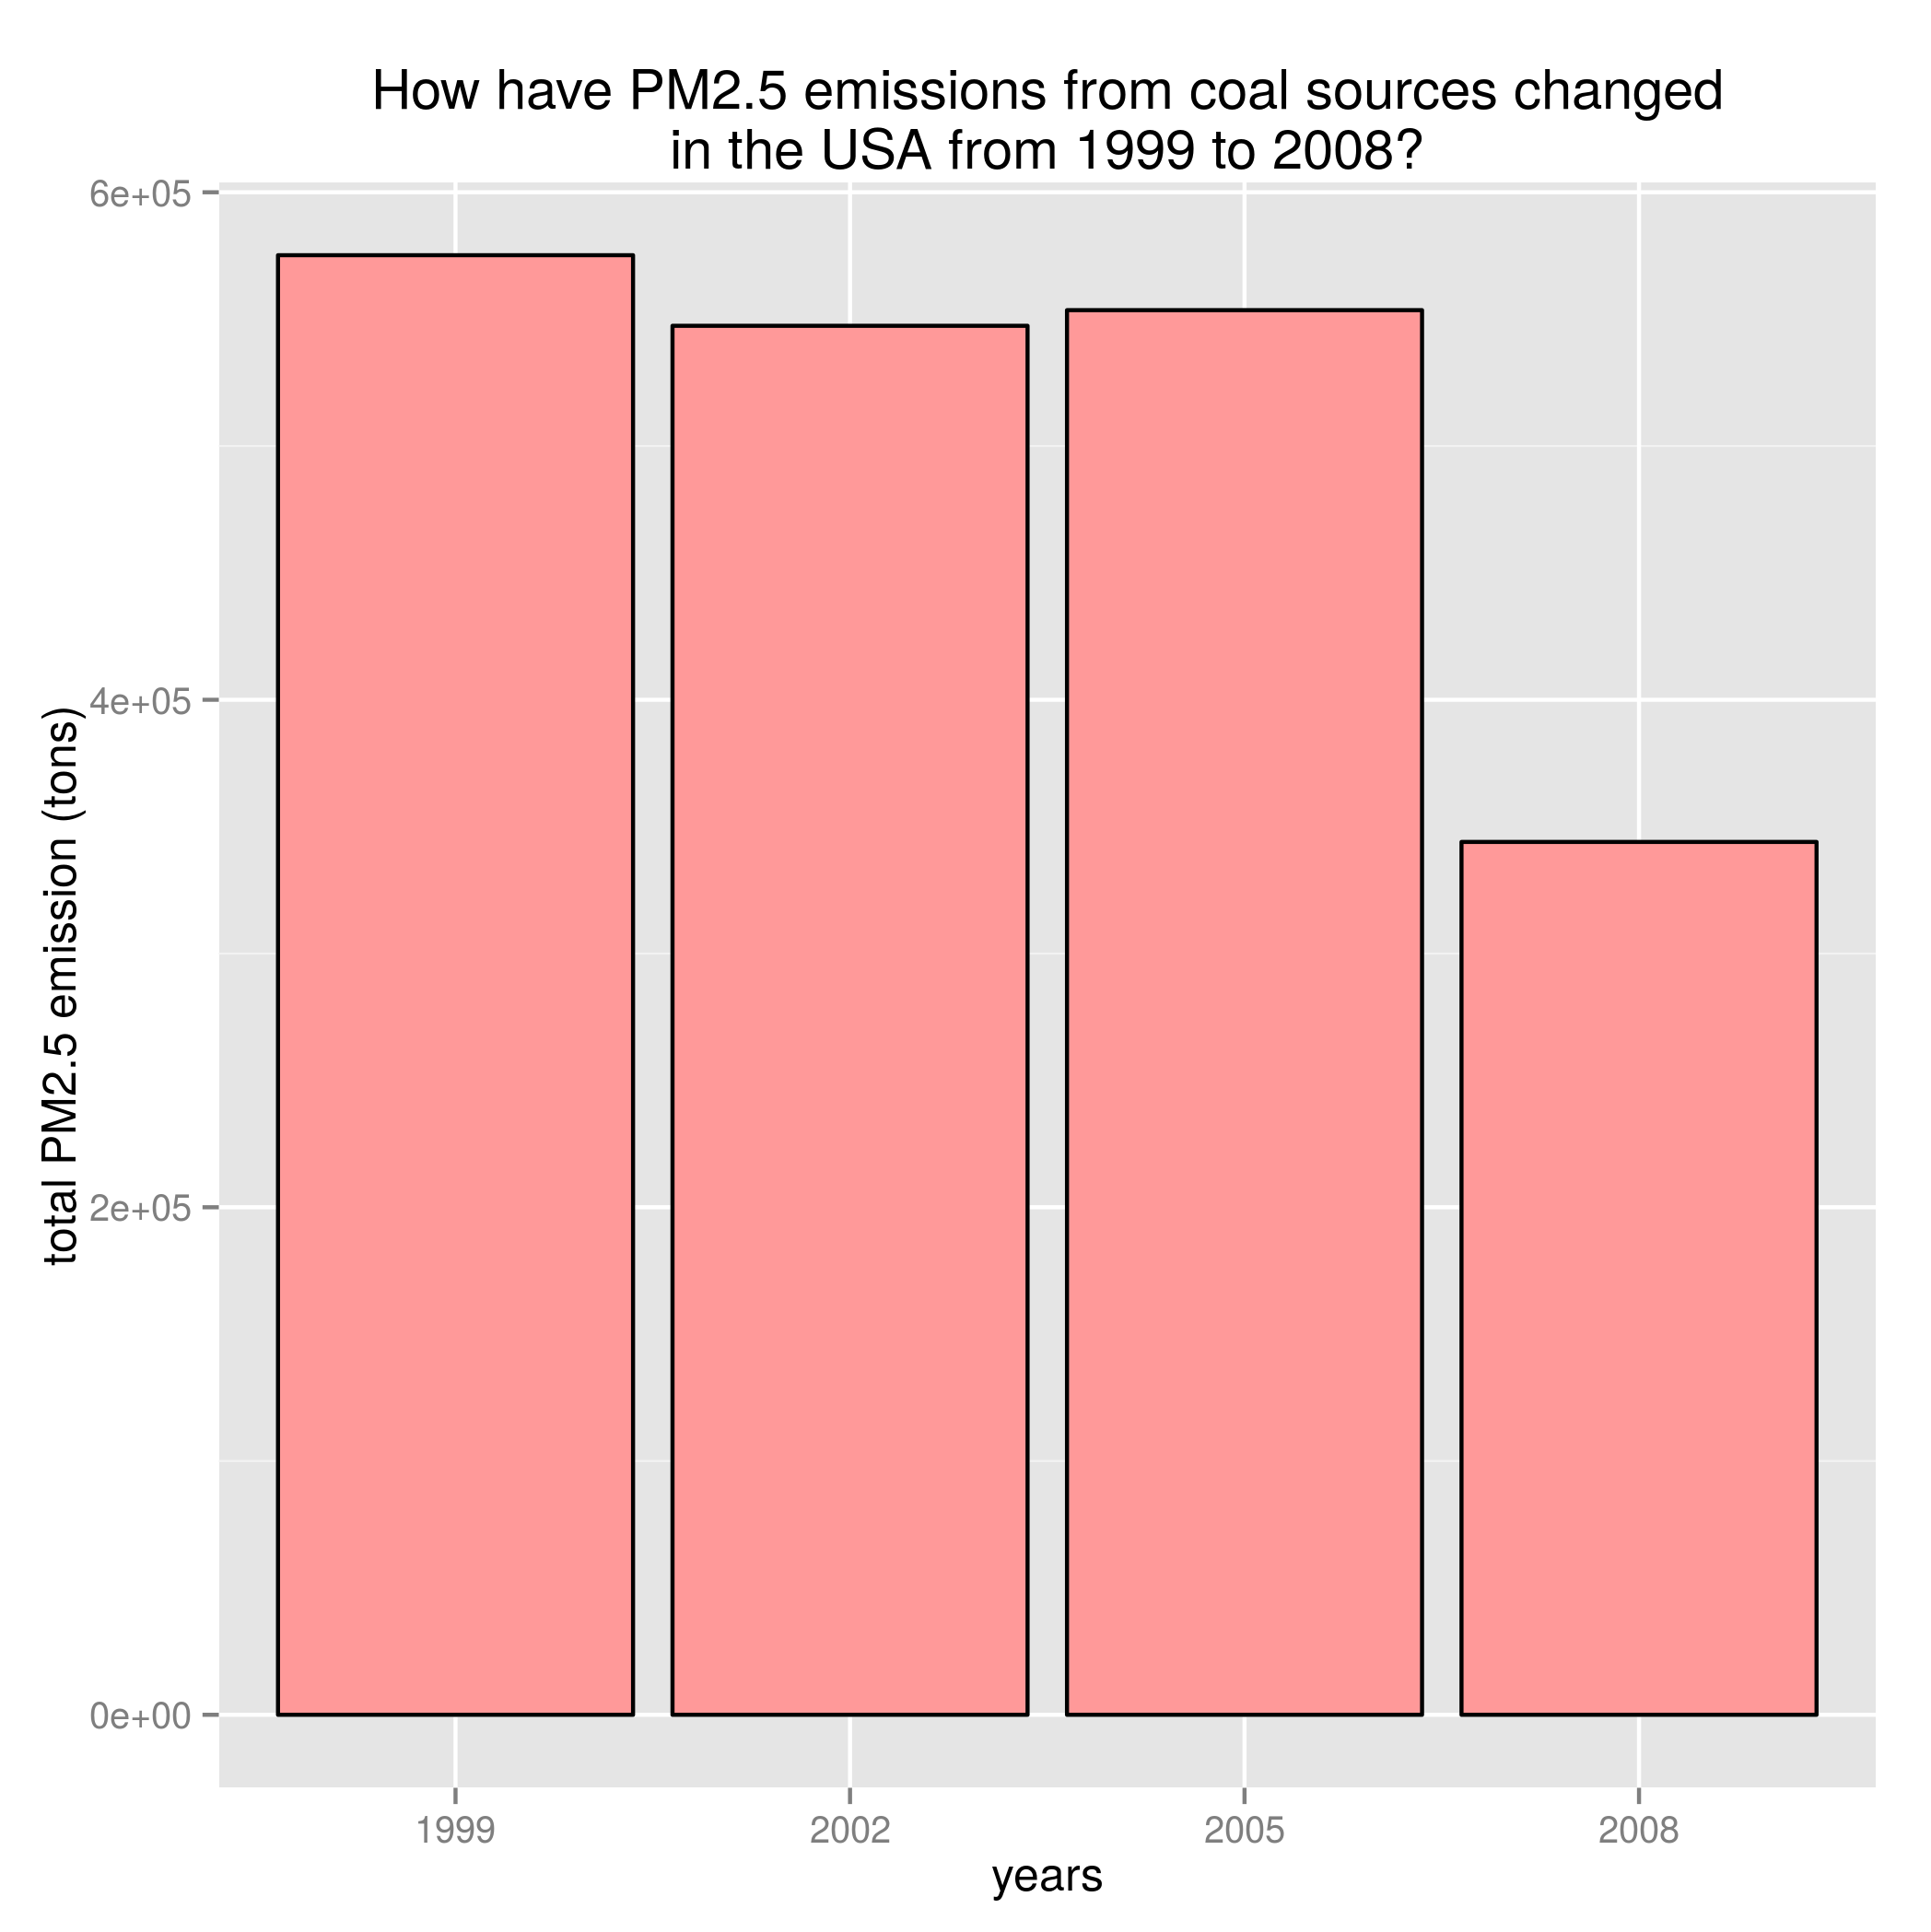 How have PM2.5 emissions from coal sources changed
in the USA from 1999 to 2008?
total PM2.5 emission (tons)
6e+05
4e+05
2e+05
0e+00
1999
2002
2005
2008
years